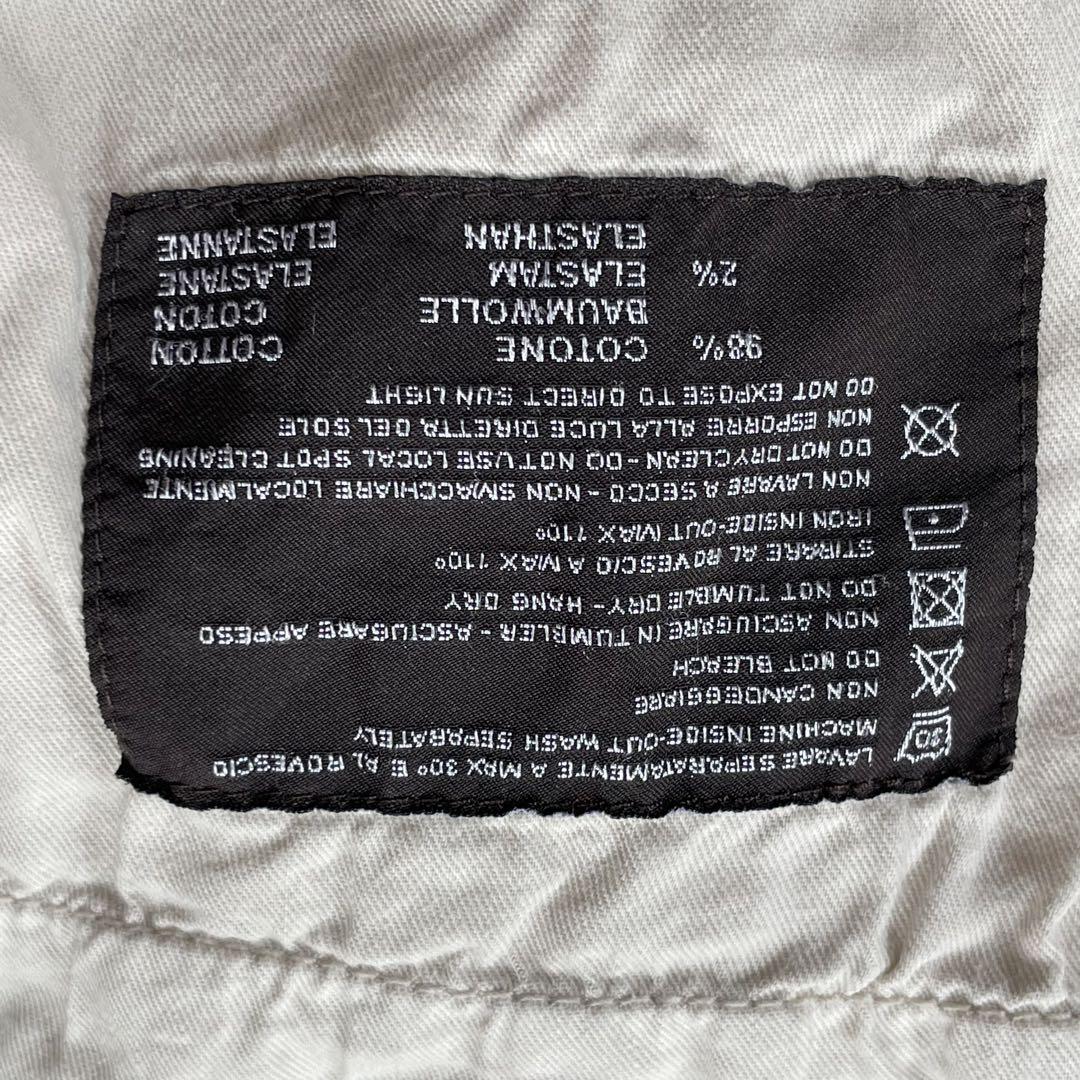 30
LAVARE SEPARATAMENTE A MAX 30° E AL ROVESCIO
MACHINE INSIDE-OUT WASH SEPARATELY
NON CANDEGGIARE
DO NOT BLEACH
NON ASCIUGARE IN TUMBLER - ASCIUGARE APPESO
DO NOT TUMBLE DRY - HANG DRY
STIRARE AL ROVESCIO A MAX 110°
IRON INSIDE-OUT MAX 110°
NON LAVARE A SECCO - NON SMACCHIARE LOCALMENTE
DO NOT DRYCLEAN - DO NOT USE LOCAL SPOT CLEANING
NON ESPORRE ALLA LUCE DIRETTA DEL SOLE
DO NOT EXPOSE TO DIRECT SUN LIGHT
98% COTONE COTTON
BAUMWOLLE COTON
2% ELASTAM ELASTANE
ELASTHAN ELASTANNE